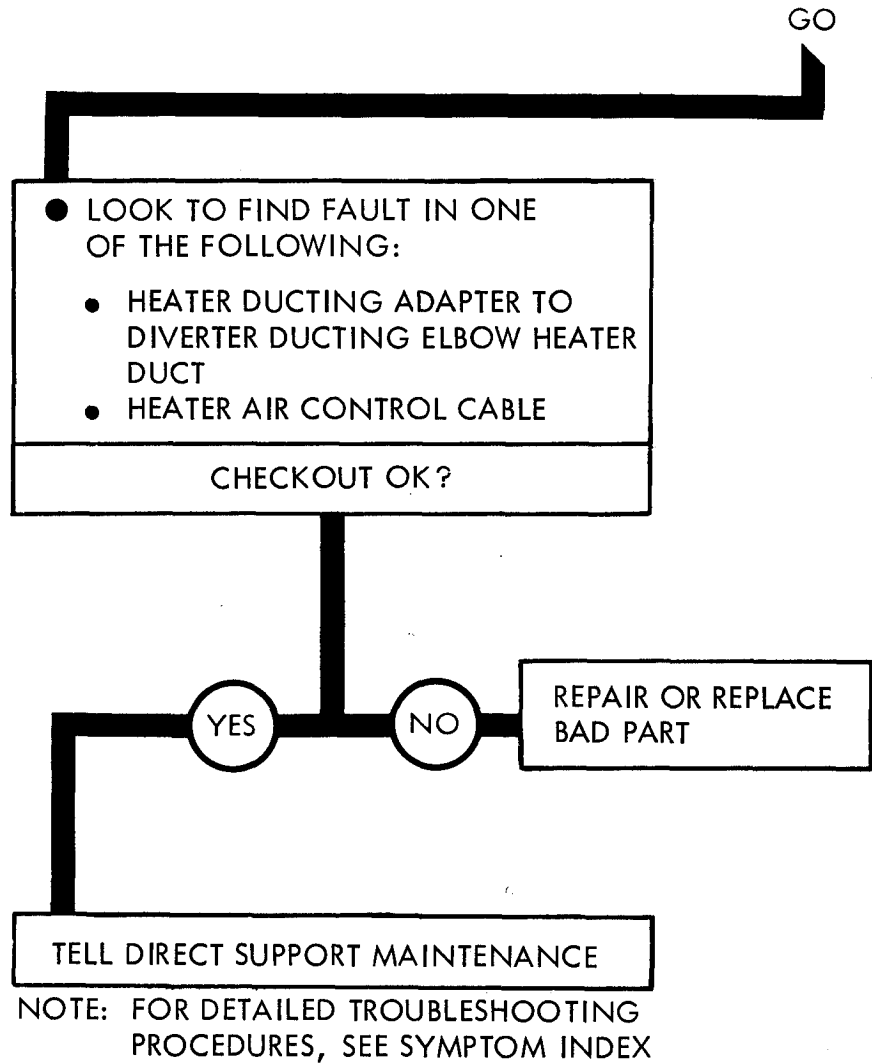 GO
● LOOK TO FIND FAULT IN ONE
OF THE FOLLOWING:
● HEATER DUCTING ADAPTER TO
DIVERTER DUCTING ELBOW HEATER
DUCT
● HEATER AIR CONTROL CABLE
CHECKOUT OK?
YES
NO
REPAIR OR REPLACE
BAD PART
TELL DIRECT SUPPORT MAINTENANCE
NOTE: FOR DETAILED TROUBLESHOOTING
PROCEDURES, SEE SYMPTOM INDEX